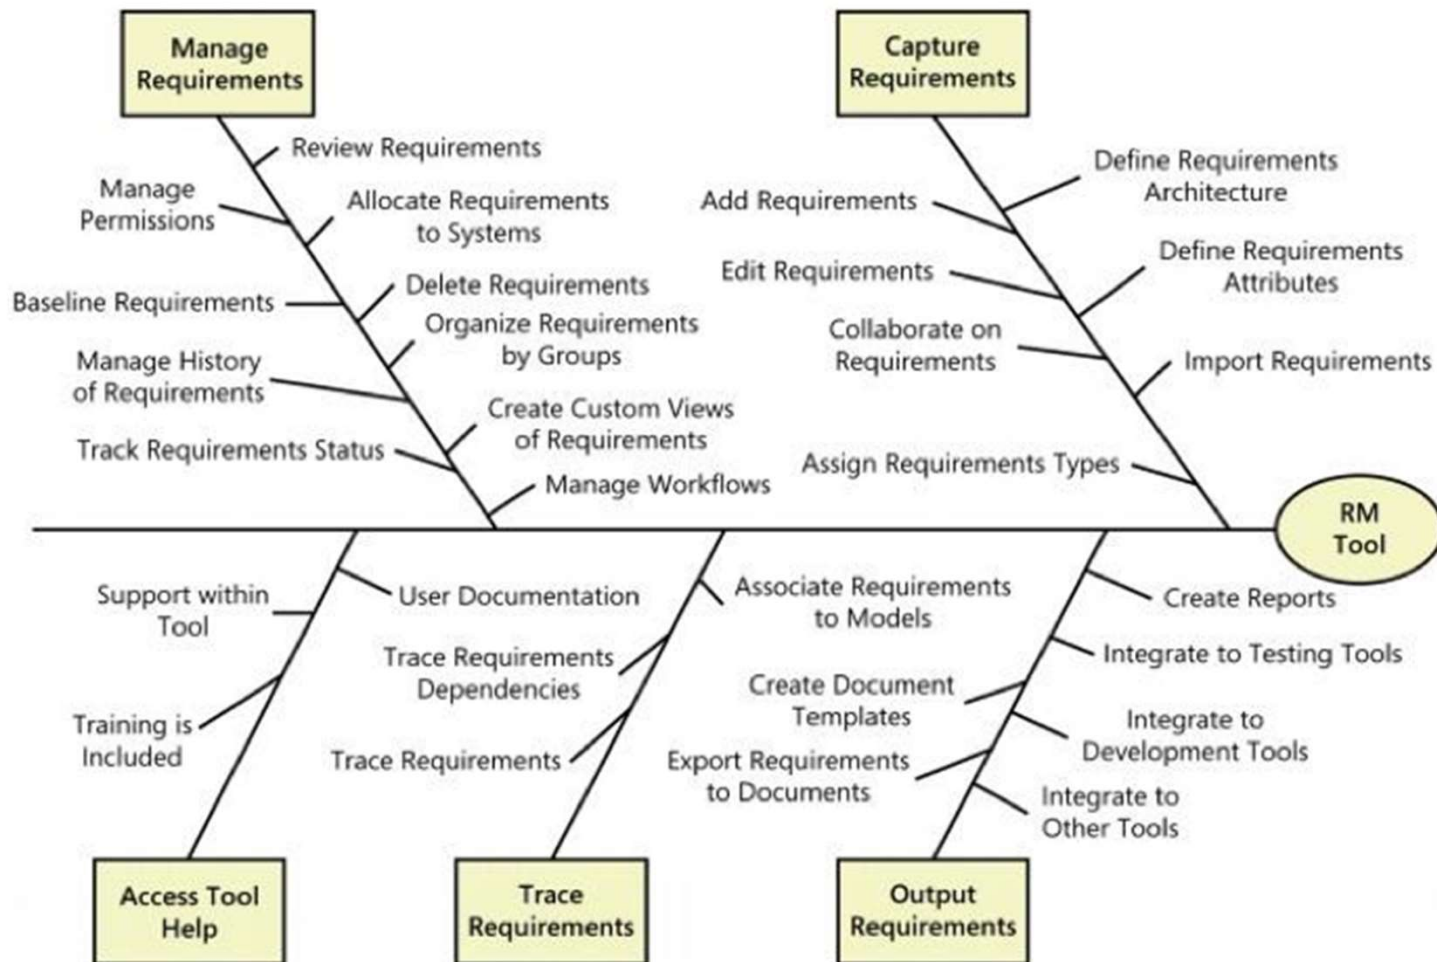 Manage
Requirements
Review Requirements
Manage
Permissions
Allocate Requirements
to Systems
Baseline Requirements
Delete Requirements
Organize Requirements
by Groups
Manage History
of Requirements
Create Custom Views
of Requirements
Track Requirements Status
Manage Workflows
Capture
Requirements
Define Requirements
Architecture
Add Requirements
Define Requirements
Attributes
Edit Requirements
Collaborate on
Requirements
Import Requirements
Assign Requirements Types
RM
Tool
Support within
Tool
User Documentation
Training is
Included
Access Tool
Help
Associate Requirements
to Models
Trace Requirements
Dependencies
Trace Requirements
Trace
Requirements
Create Reports
Integrate to Testing Tools
Create Document
Templates
Integrate to
Development Tools
Export Requirements
to Documents
Integrate to
Other Tools
Output
Requirements